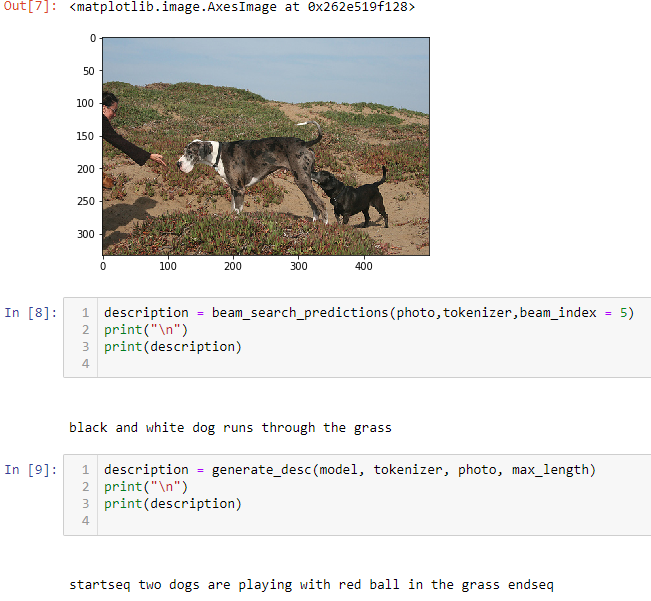 Out[7]: <matplotlib.image.AxesImage at 0x262e519f128>
0
50
100
150
200
250
300
0 100 200 300 400
In [8]: 1 description = beam_search_predictions(photo,tokenizer,beam_index = 5)
2 print("\n")
3 print(description)
4
black and white dog runs through the grass
In [9]: 1 description = generate_desc(model, tokenizer, photo, max_length)
2 print("\n")
3 print(description)
4
startseq two dogs are playing with red ball in the grass endseq